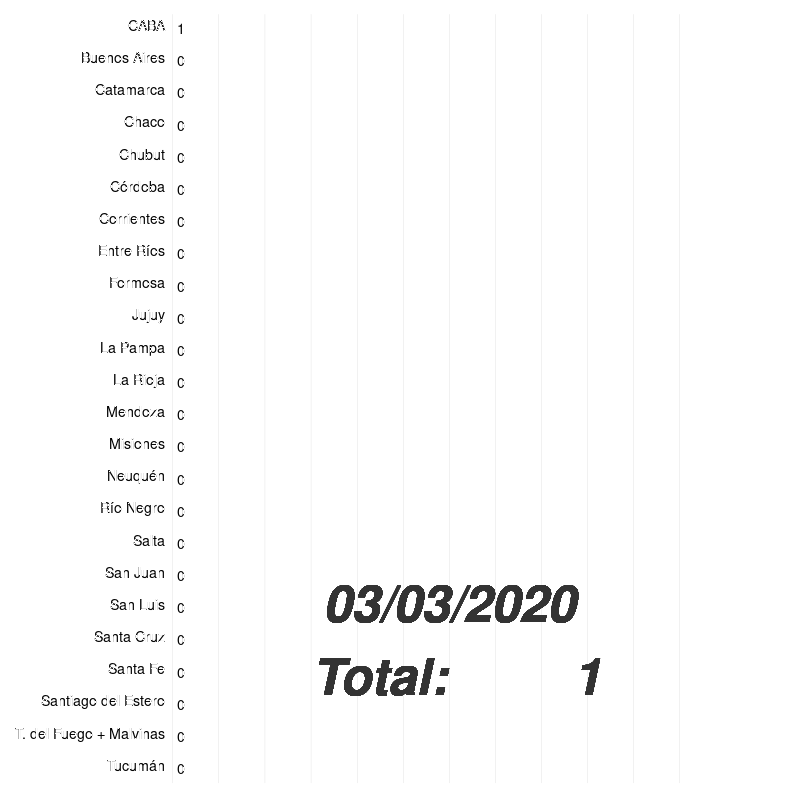 CABA 1
Buenos Aires 0
Catamarca 0
Chaco 0
Chubut 0
Córdoba 0
Corrientes 0
Entre Ríos 0
Formosa 0
Jujuy 0
La Pampa 0
La Rioja 0
Mendoza 0
Misiones 0
Neuquén 0
Río Negro 0
Salta 0
San Juan 0
San Luis 0
03/03/2020
Santa Cruz 0
Santa Fe 0
Total: 1
Santiago del Estero 0
T. del Fuego + Malvinas 0
Tucumán 0